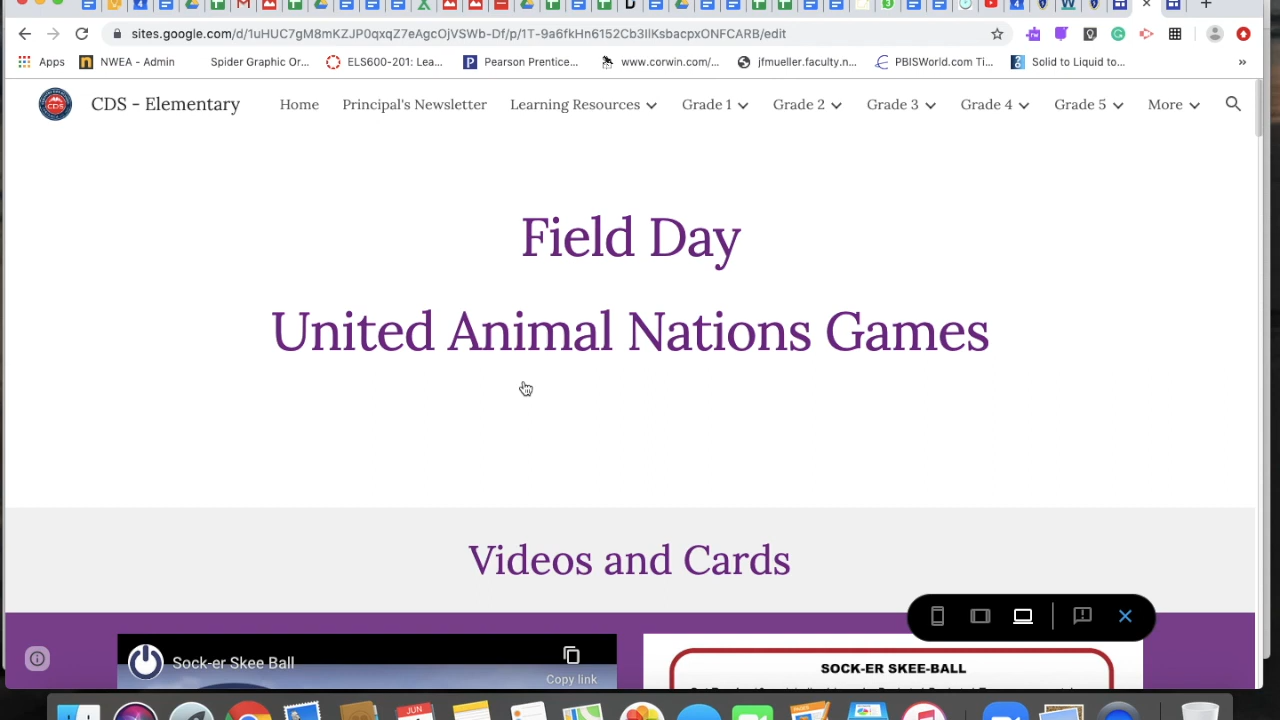 sites.google.com/d/1uHUC7gM8mKZJP0qxqZ7eAgcOjVSWb-Df/p/1T-9a6fkHn6152Cb3IlKsbacpxONFCARB/edit
Apps NWEA - Admin Spider Graphic Or... ELS600-201: Lea... Pearson Prentice... www.corwin.com/... jfmueller.faculty.n... PBISWorld.com Ti... Solid to Liquid to... »
CDS - Elementary Home Principal's Newsletter Learning Resources Grade 1 Grade 2 Grade 3 Grade 4 Grade 5 More
Field Day
United Animal Nations Games
Videos and Cards
Sock-er Skee Ball
Copy link
SOCK-ER SKEE-BALL
JUN